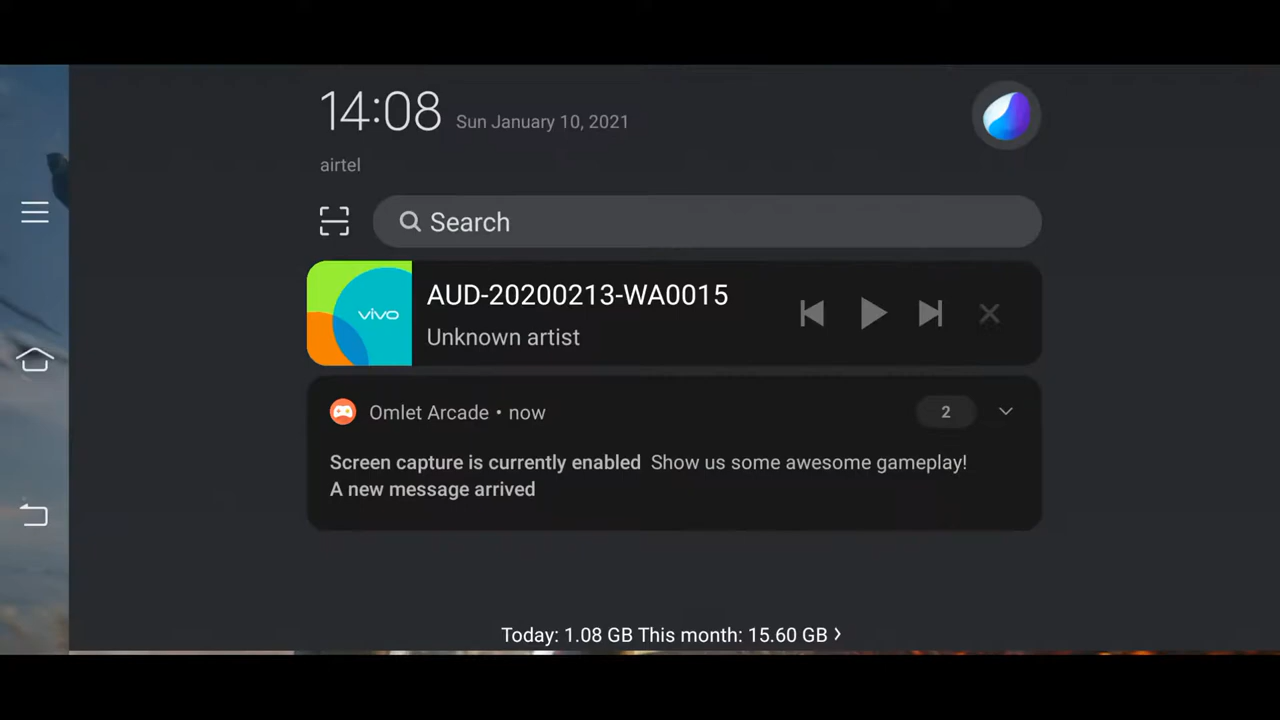 14:08 Sun January 10, 2021
airtel
Search
vivo
AUD-20200213-WA0015
Unknown artist
Omlet Arcade • now 2
Screen capture is currently enabled Show us some awesome gameplay!
A new message arrived
Today: 1.08 GB This month: 15.60 GB >